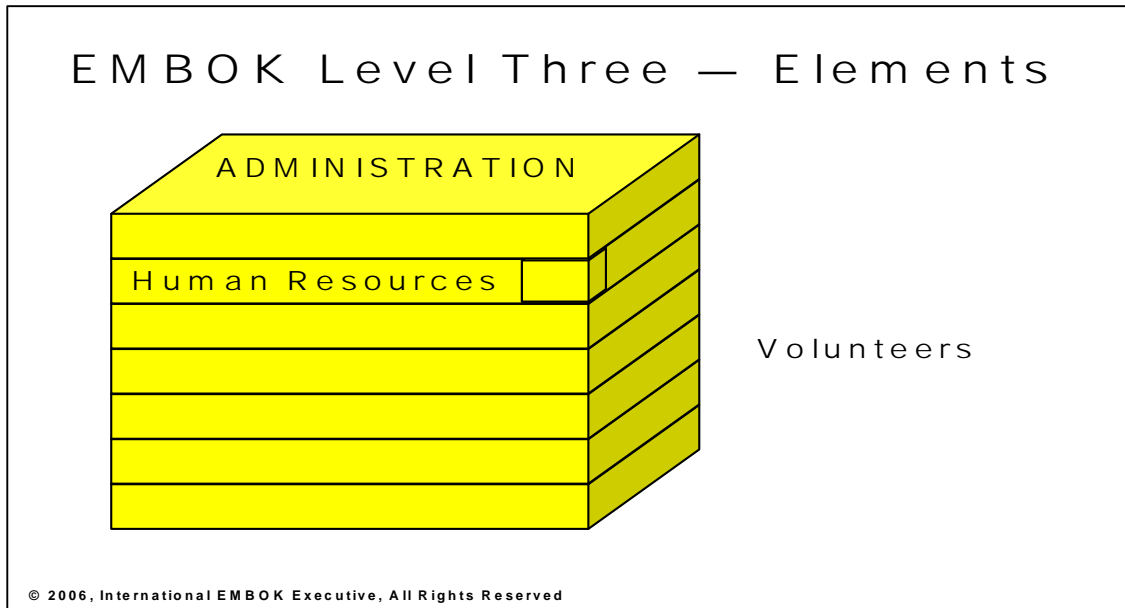 EMBOK Level Three — Elements
ADMINISTRATION
Human Resources
Volunteers
© 2006, International EMBOK Executive, All Rights Reserved